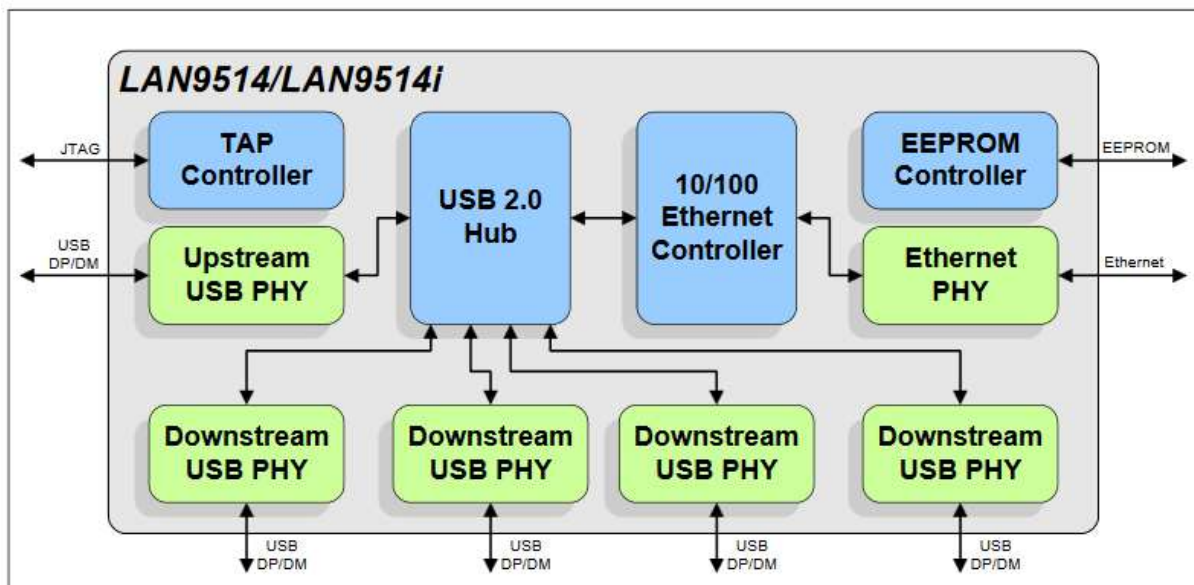 LAN9514/LAN9514i
TAP
Controller
JTAG
USB 2.0
Hub
10/100
Ethernet
Controller
EEPROM
Controller
EEPROM
USB
DP/DM
Upstream
USB PHY
Ethernet
PHY
Ethernet
Downstream
USB PHY
Downstream
USB PHY
Downstream
USB PHY
Downstream
USB PHY
USB
DP/DM
USB
DP/DM
USB
DP/DM
USB
DP/DM